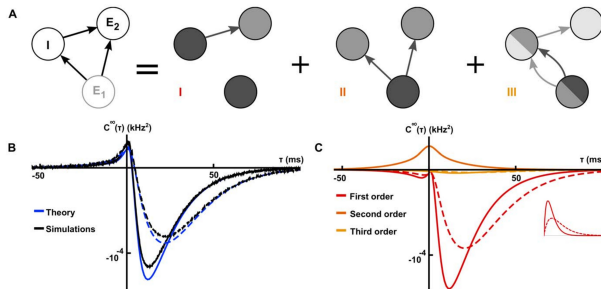 A
I
E₂
E₁
=
I
+
II
+
III
B
C^∞(τ) (kHz²)
-50
50
τ (ms)
-10⁻⁴
Theory
Simulations
C
C^∞(τ) (kHz²)
-50
50
τ (ms)
-10⁻⁴
First order
Second order
Third order